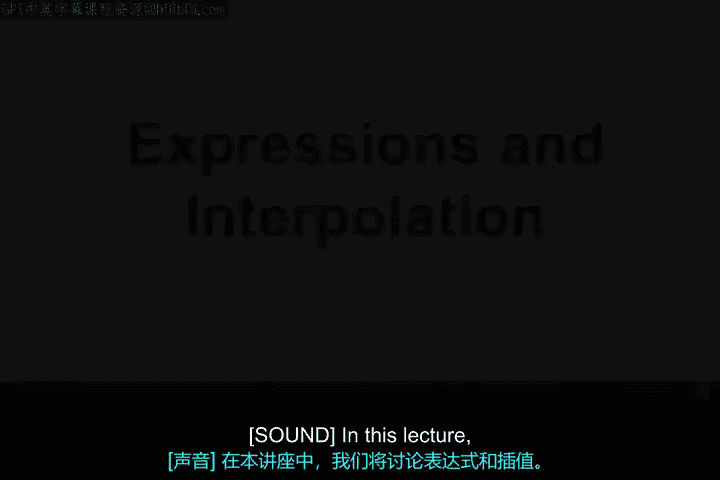 Expressions and
Interpolation
[SOUND] In this lecture,
[声音] 在本讲座中，我们将讨论表达式和插值。